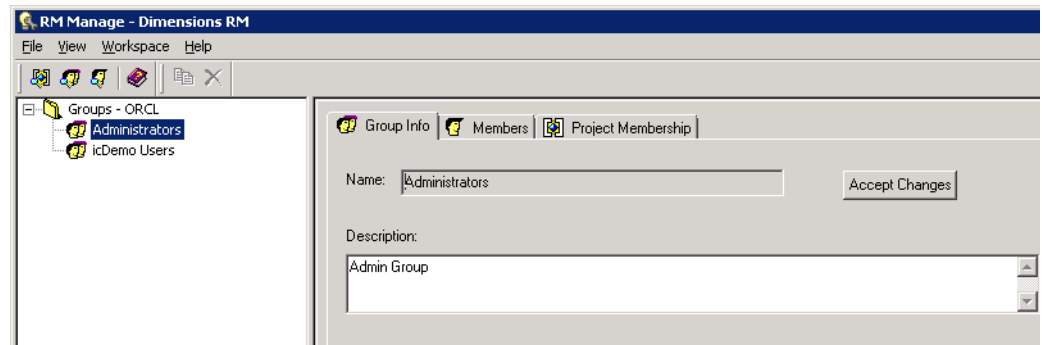 RM Manage - Dimensions RM
File View Workspace Help
Groups - ORCL
Administrators
icDemo Users
Group Info Members Project Membership
Name: Administrators Accept Changes
Description:
Admin Group